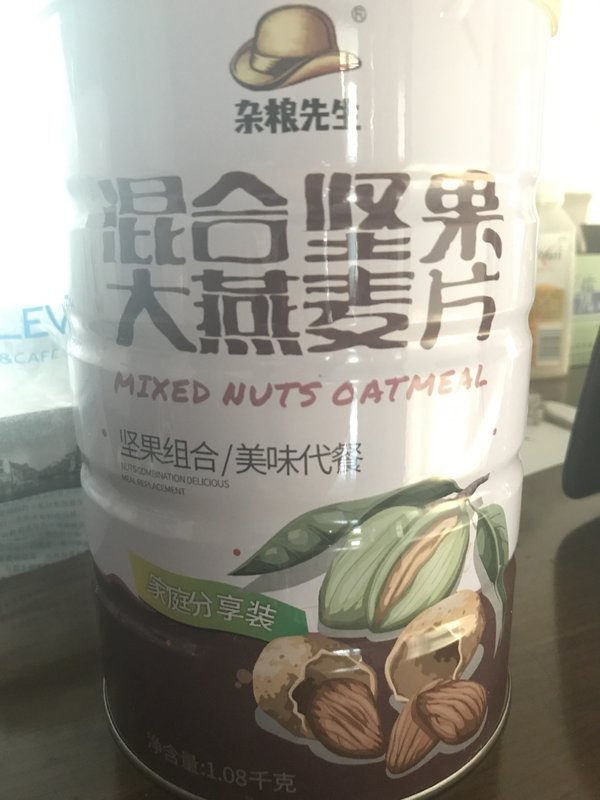 ®
杂粮先生
混合坚果
大燕麦片
MIXED NUTS OATMEAL
坚果组合/美味代餐
NUTS COMBINATION DELICIOUS
MEAL REPLACEMENT
家庭分享装
净含量:1.08千克
LEV
&CAFE